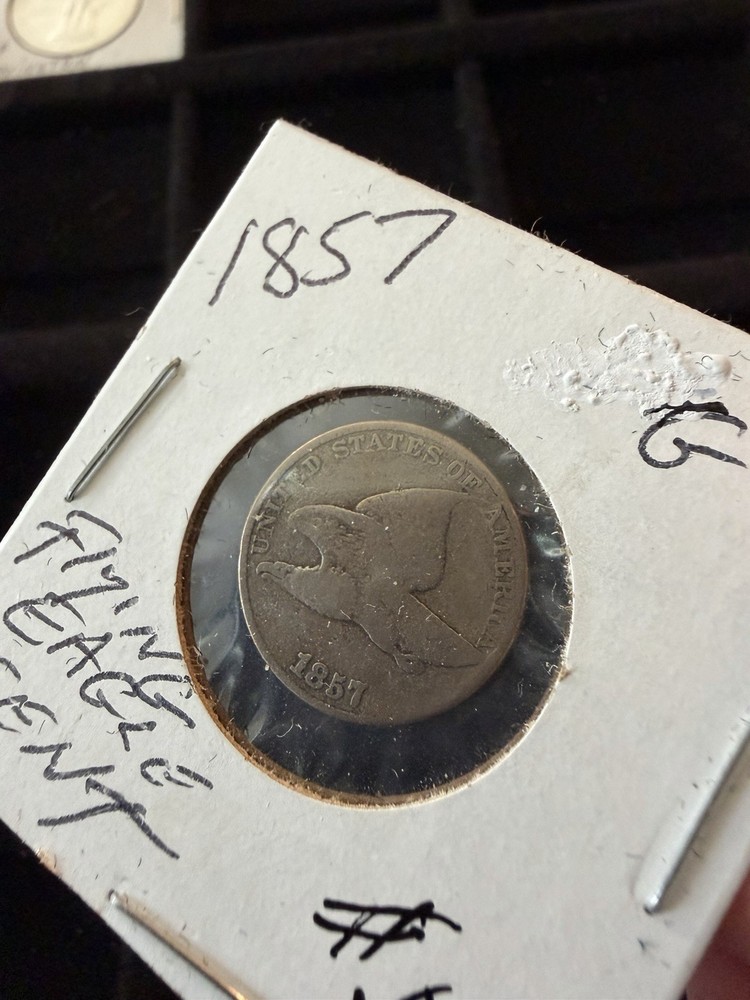 1857
G
UNITED STATES OF AMERICA
1857
FLYING
EAGLE
CENT
#